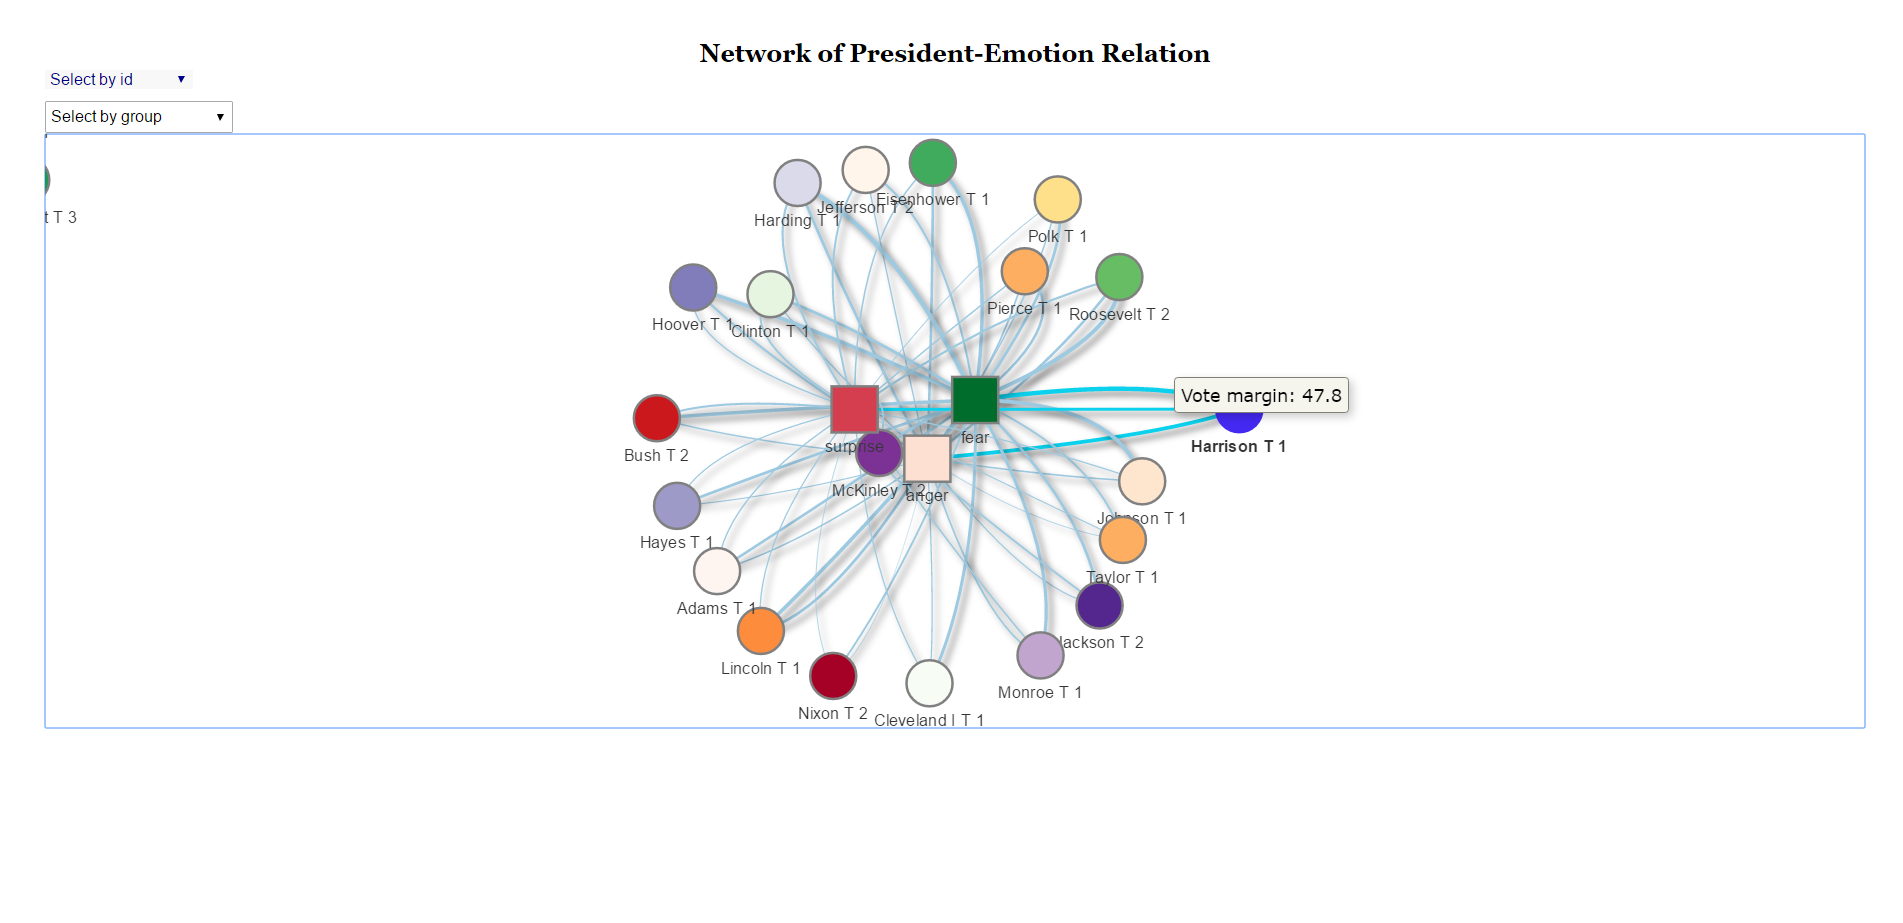 Network of President-Emotion Relation
Select by id
Select by group
t T 3
Eisenhower T 1
Jefferson T 2
Harding T 1
Polk T 1
Pierce T 1
Roosevelt T 2
Hoover T 1
Clinton T 1
Vote margin: 47.8
fear
surprise
Harrison T 1
Bush T 2
McKinley T 2
anger
Johnson T 1
Hayes T 1
Taylor T 1
Adams T 1
Jackson T 2
Lincoln T 1
Monroe T 1
Nixon T 2
Cleveland I T 1